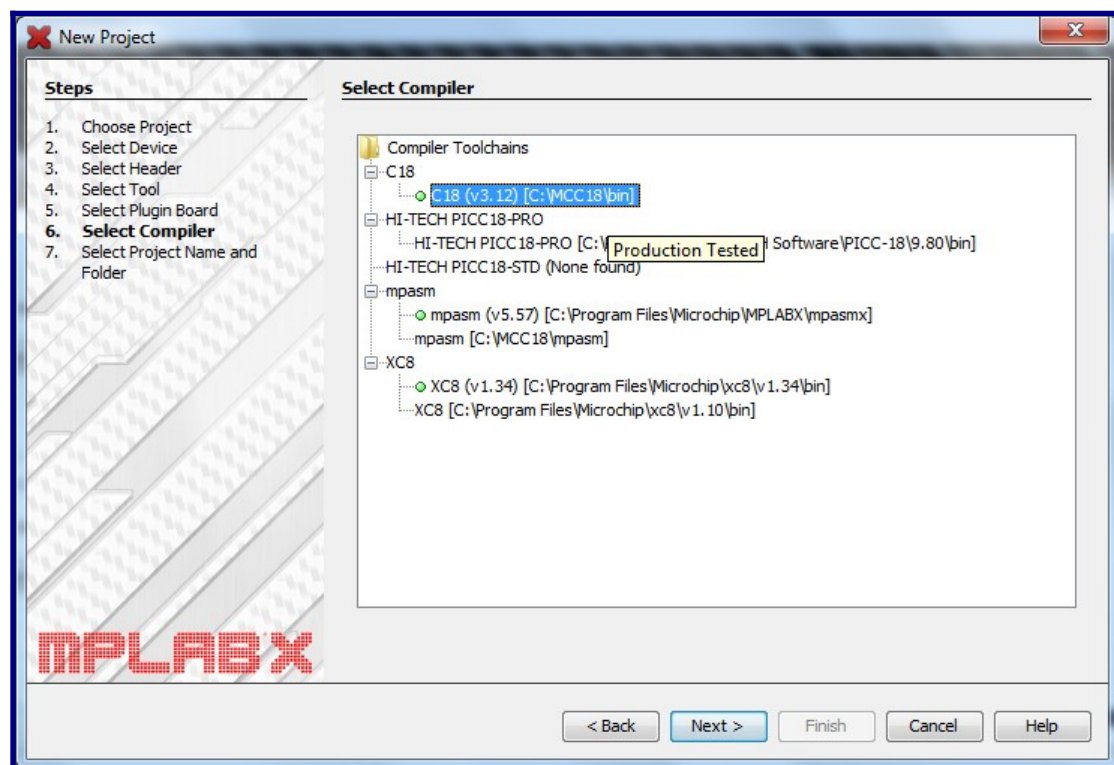 New Project
Steps
1. Choose Project
2. Select Device
3. Select Header
4. Select Tool
5. Select Plugin Board
6. Select Compiler
7. Select Project Name and
Folder
MPLAB X
Select Compiler
Compiler Toolchains
C18
C18 (v3.12) [C:\MCC18\bin]
HI-TECH PICC18-PRO
HI-TECH PICC18-PRO [C:\ Software\PICC-18\9.80\bin]
Production Tested
HI-TECH PICC18-STD (None found)
mpasm
mpasm (v5.57) [C:\Program Files\Microchip\MPLABX\mpasmx]
mpasm [C:\MCC18\mpasm]
XC8
XC8 (v1.34) [C:\Program Files\Microchip\xc8\v1.34\bin]
XC8 [C:\Program Files\Microchip\xc8\v1.10\bin]
< Back
Next >
Finish
Cancel
Help